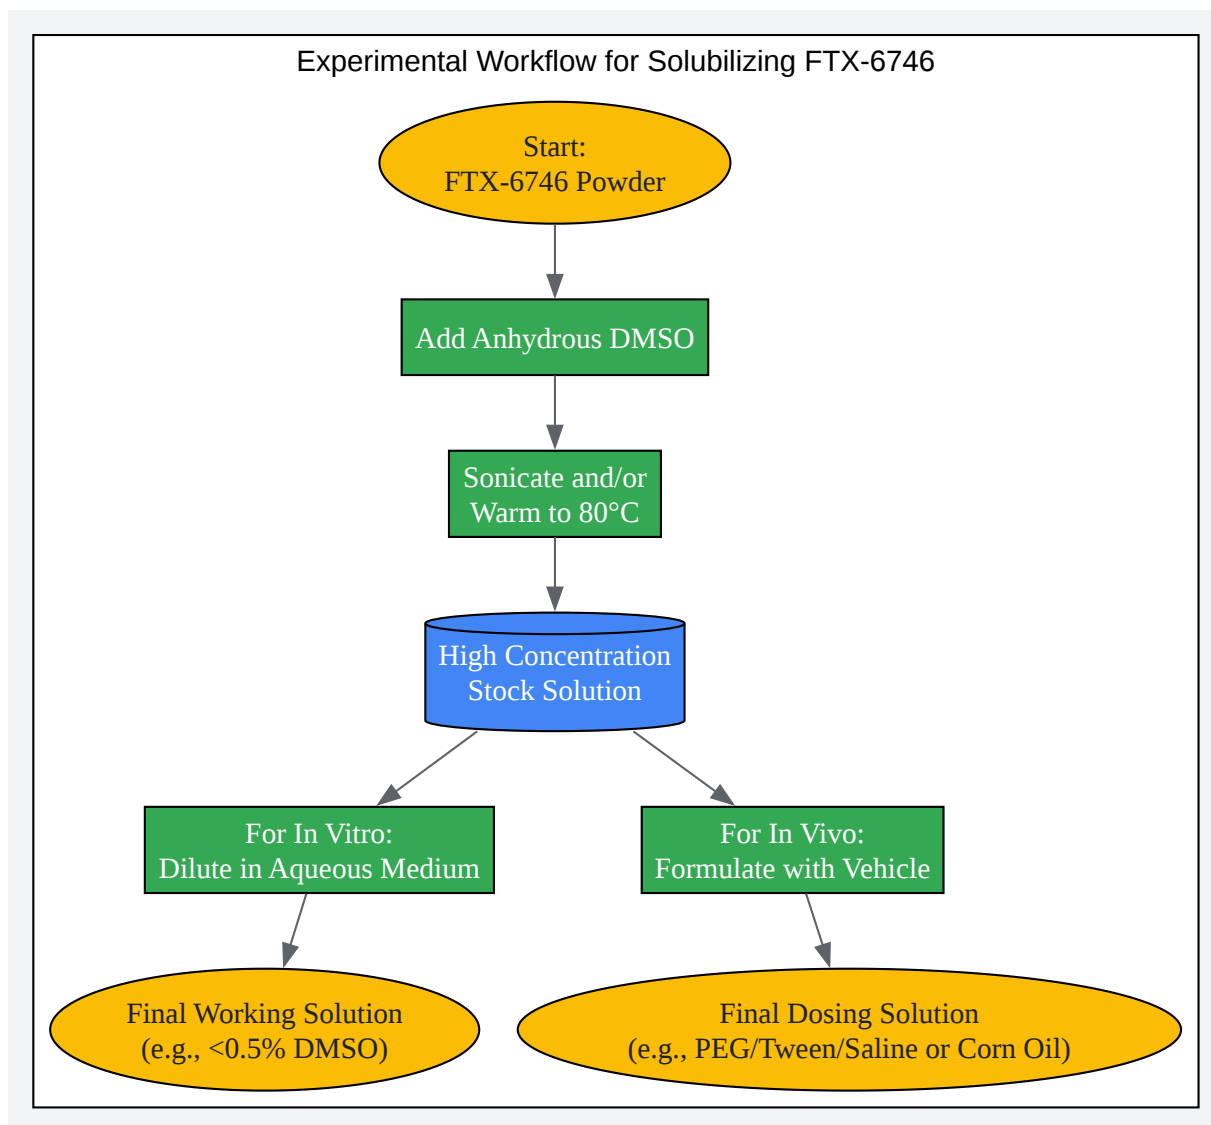 Experimental Workflow for Solubilizing FTX-6746
Start:
FTX-6746 Powder
Add Anhydrous DMSO
Sonicate and/or
Warm to 80°C
High Concentration
Stock Solution
For In Vitro:
Dilute in Aqueous Medium
For In Vivo:
Formulate with Vehicle
Final Working Solution
(e.g., <0.5% DMSO)
Final Dosing Solution
(e.g., PEG/Tween/Saline or Corn Oil)